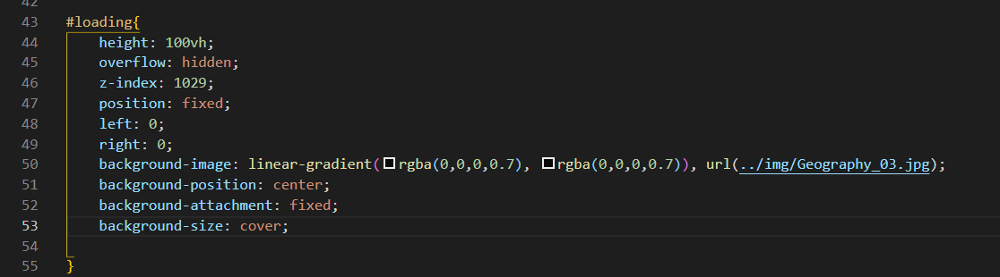 42
43 #loading{
44 height: 100vh;
45 overflow: hidden;
46 z-index: 1029;
47 position: fixed;
48 left: 0;
49 right: 0;
50 background-image: linear-gradient(rgba(0,0,0,0.7), rgba(0,0,0,0.7)), url(../img/Geography_03.jpg);
51 background-position: center;
52 background-attachment: fixed;
53 background-size: cover;
54
55 }